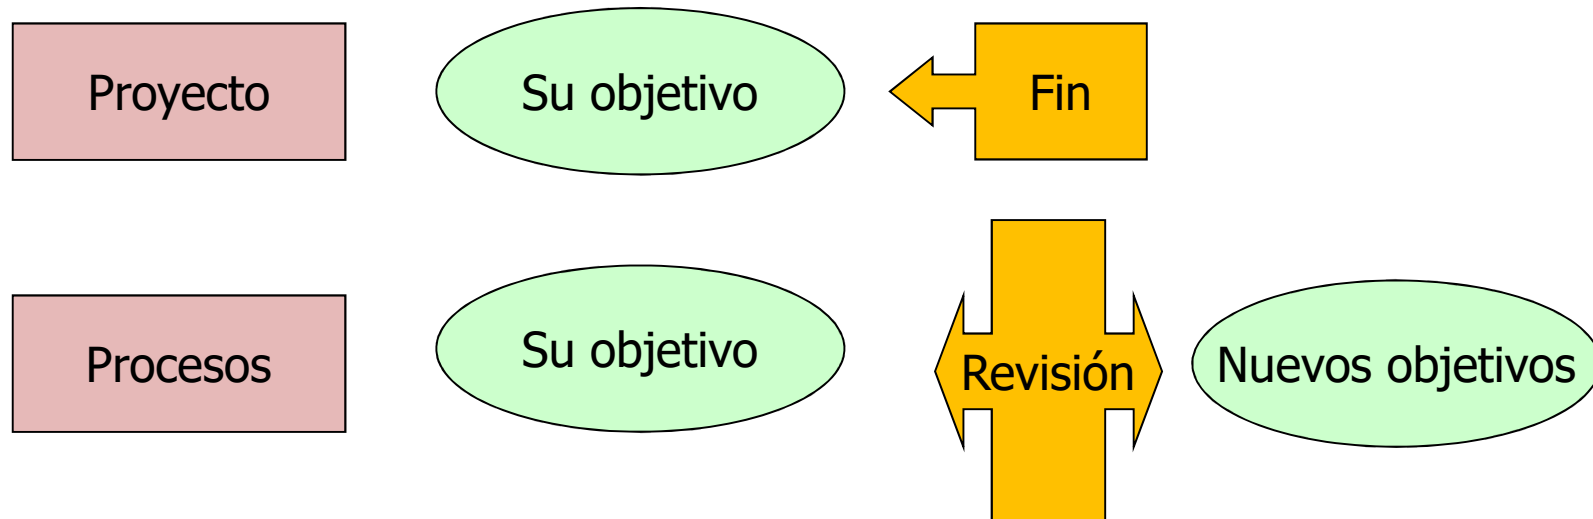 Proyecto
Su objetivo
Fin
Procesos
Su objetivo
Revisión
Nuevos objetivos